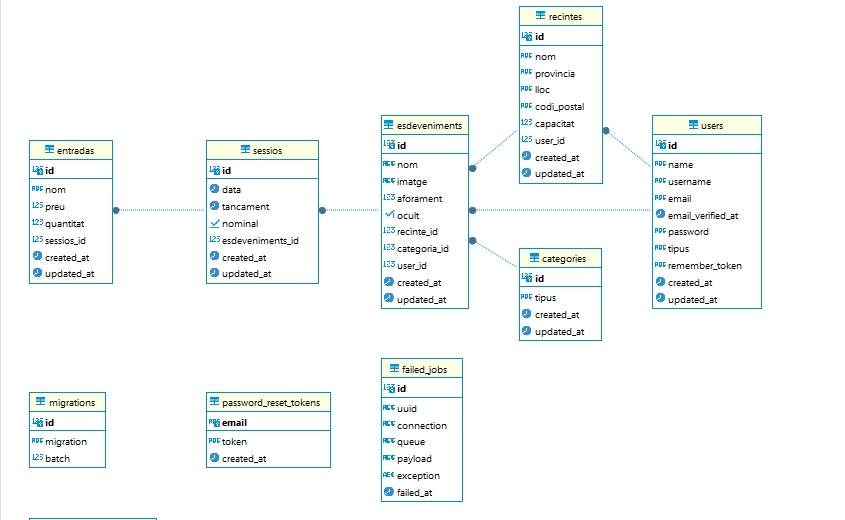 recintes
id
nom
provincia
lloc
codi_postal
capacitat
user_id
created_at
updated_at
entradas
id
nom
preu
quantitat
sessios_id
created_at
updated_at
sessios
id
data
tancament
nominal
esdeveniments_id
created_at
updated_at
esdeveniments
id
nom
imatge
aforament
ocult
recinte_id
categoria_id
user_id
created_at
updated_at
users
id
name
username
email
email_verified_at
password
tipus
remember_token
created_at
updated_at
categories
id
tipus
created_at
updated_at
migrations
id
migration
batch
password_reset_tokens
email
token
created_at
failed_jobs
id
uuid
connection
queue
payload
exception
failed_at